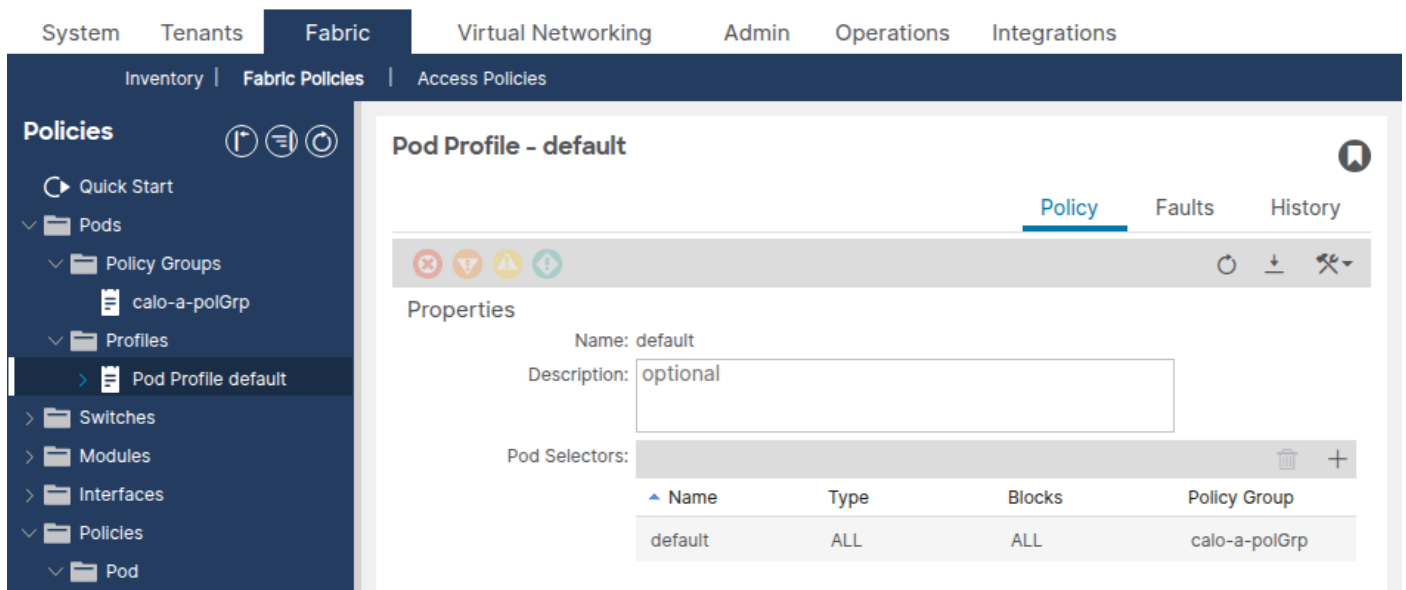 System Tenants Fabric Virtual Networking Admin Operations Integrations
Inventory | Fabric Policies | Access Policies
Policies
Quick Start
Pods
Policy Groups
calo-a-polGrp
Profiles
Pod Profile default
Switches
Modules
Interfaces
Policies
Pod
Pod Profile - default
Policy Faults History
Properties
Name: default
Description: optional
Pod Selectors:
Name Type Blocks Policy Group
default ALL ALL calo-a-polGrp